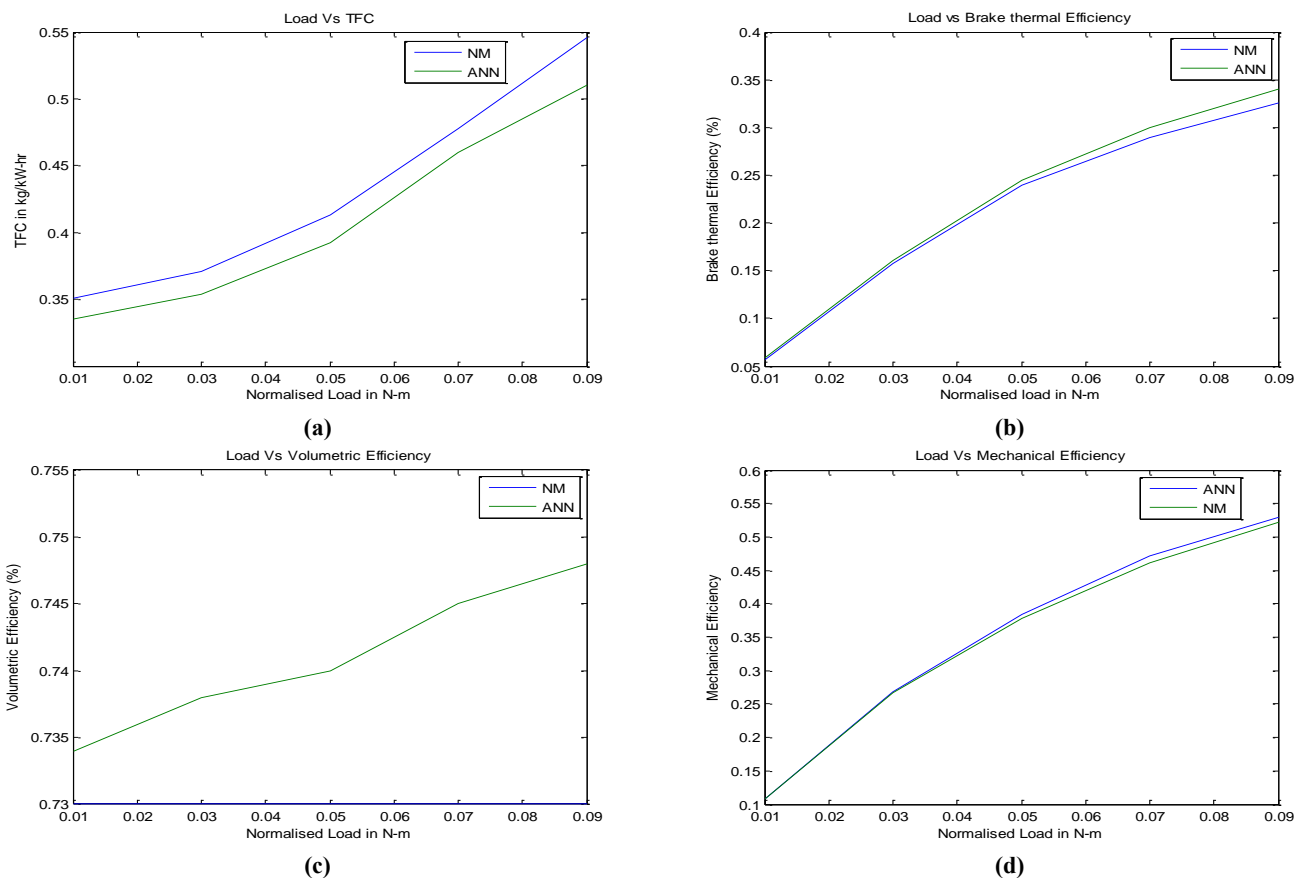 Load Vs TFC
NM
ANN
0.55
0.5
0.45
0.4
0.35
TFC in kg/kW-hr
0.01 0.02 0.03 0.04 0.05 0.06 0.07 0.08 0.09
Normalised Load in N-m
(a)
Load vs Brake thermal Efficiency
NM
ANN
0.4
0.35
0.3
0.25
0.2
0.15
0.1
0.05
Brake thermal Efficiency (%)
0.01 0.02 0.03 0.04 0.05 0.06 0.07 0.08 0.09
Normalised load in N-m
(b)
Load Vs Volumetric Efficiency
NM
ANN
0.755
0.75
0.745
0.74
0.735
0.73
Volumetric Efficiency (%)
0.01 0.02 0.03 0.04 0.05 0.06 0.07 0.08 0.09
Normalised Load in N-m
(c)
Load Vs Mechanical Efficiency
ANN
NM
0.6
0.55
0.5
0.45
0.4
0.35
0.3
0.25
0.2
0.15
0.1
Mechanical Efficiency
0.01 0.02 0.03 0.04 0.05 0.06 0.07 0.08 0.09
Normalised Load in N-m
(d)